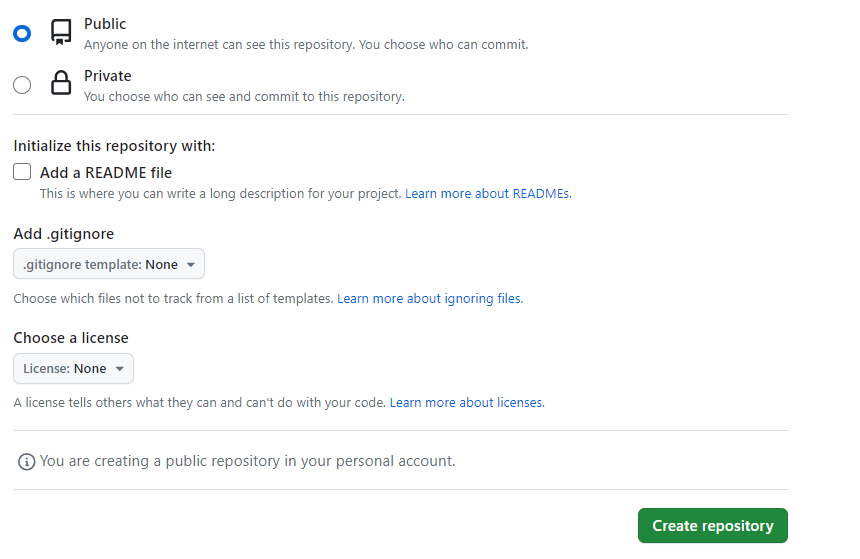 Public
Anyone on the internet can see this repository. You choose who can commit.
Private
You choose who can see and commit to this repository.
Initialize this repository with:
Add a README file
This is where you can write a long description for your project. Learn more about READMEs.
Add .gitignore
.gitignore template: None
Choose which files not to track from a list of templates. Learn more about ignoring files.
Choose a license
License: None
A license tells others what they can and can't do with your code. Learn more about licenses.
You are creating a public repository in your personal account.
Create repository